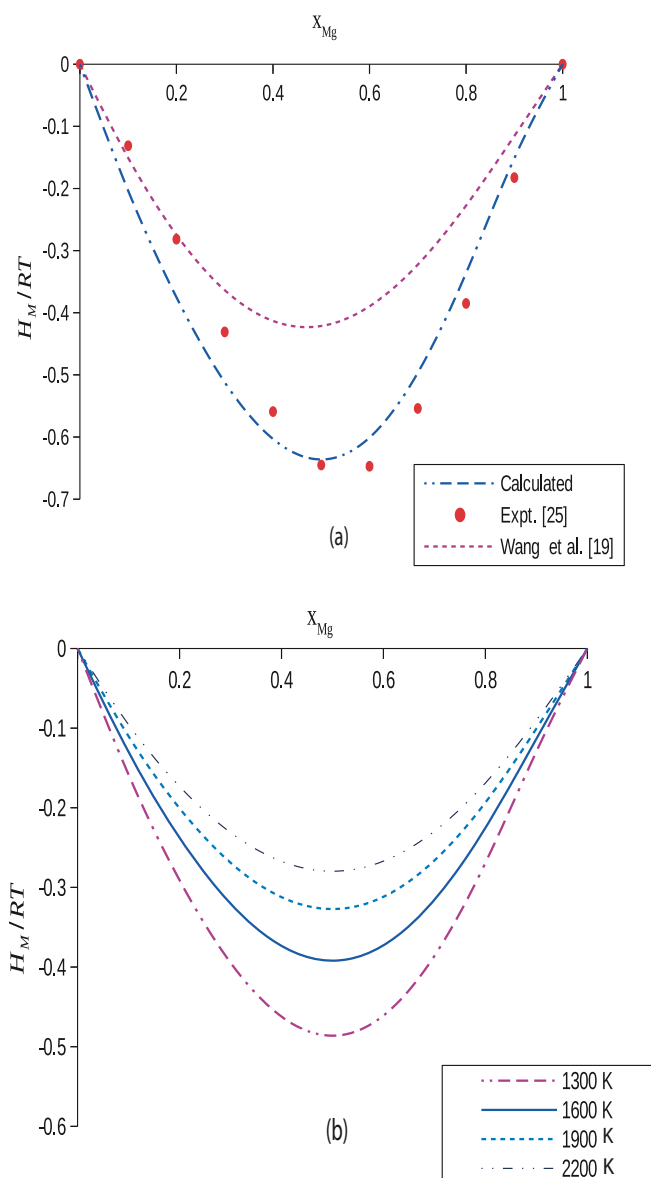 X_Mg
0
0.2
0.4
0.6
0.8
1
-0.1
-0.2
-0.3
-0.4
-0.5
-0.6
-0.7
H_M /RT
Calculated
Expt. [25]
Wang et al. [19]
(a)
X_Mg
0
0.2
0.4
0.6
0.8
1
-0.1
-0.2
-0.3
-0.4
-0.5
-0.6
H_M /RT
1300 K
1600 K
1900 K
2200 K
(b)